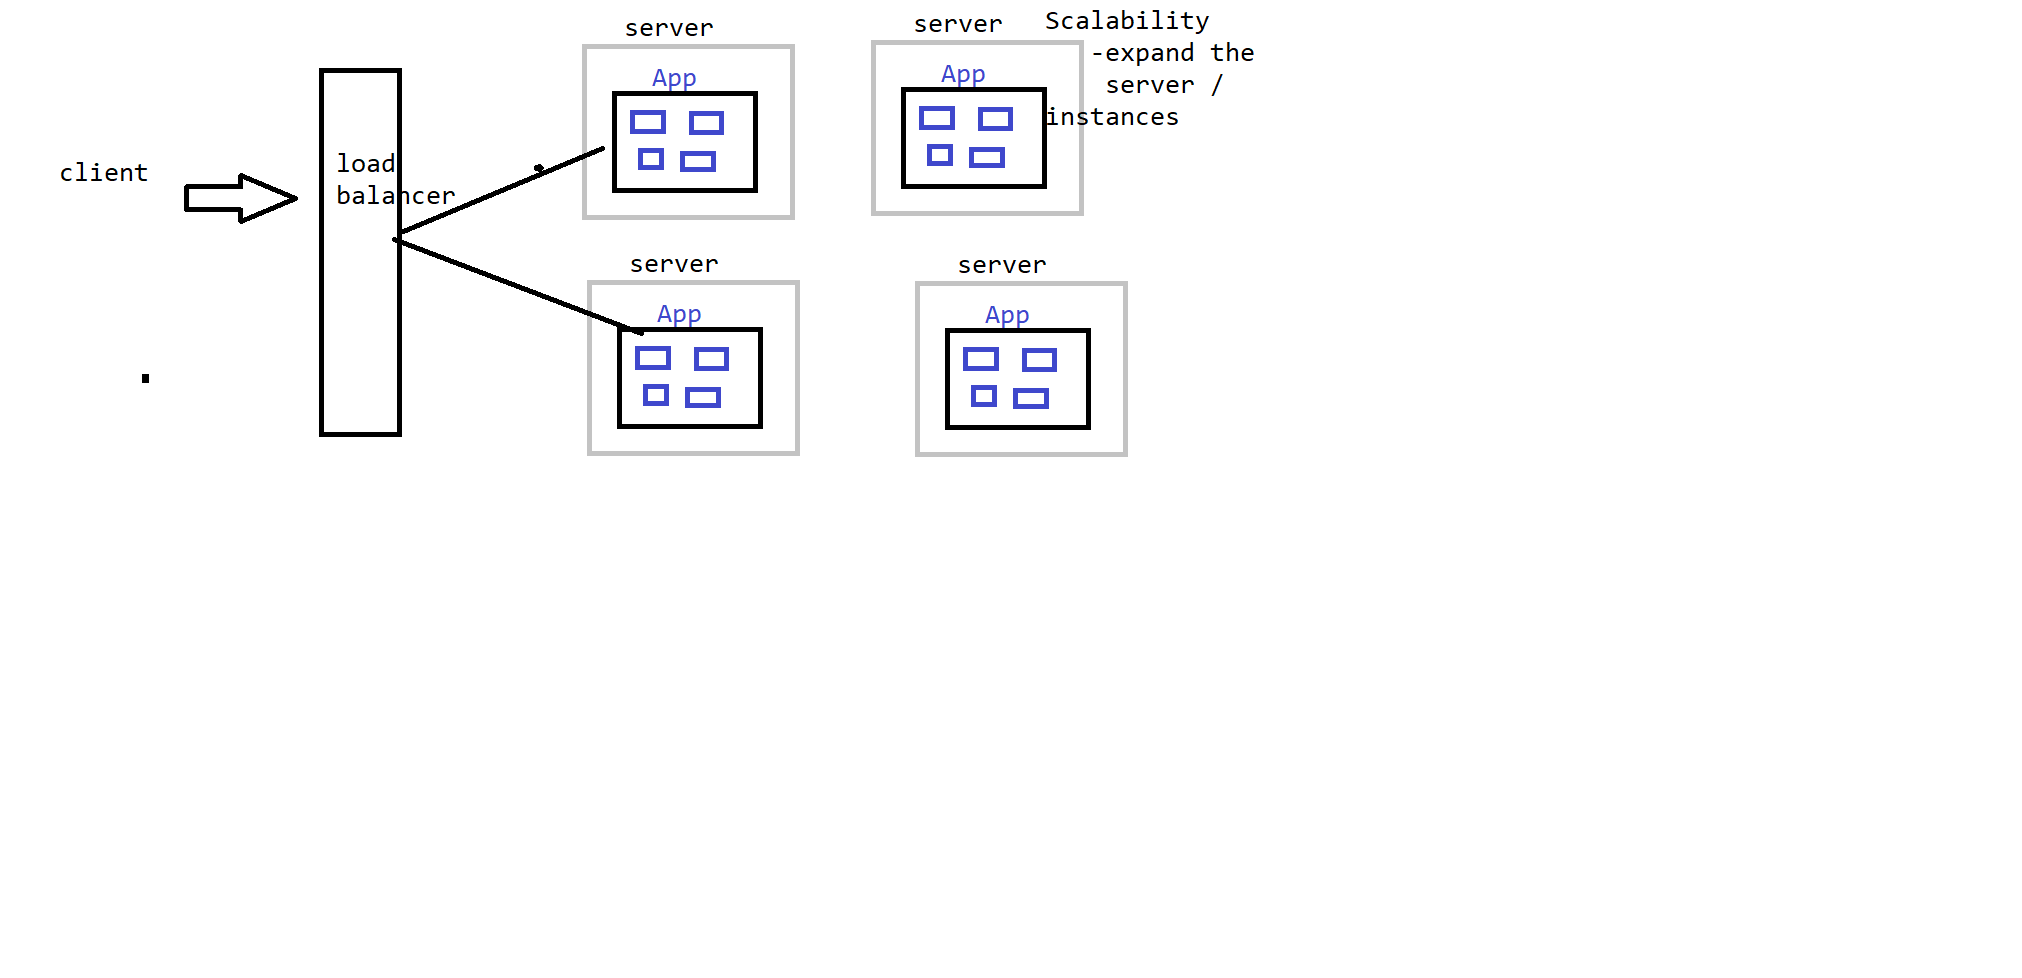 client
load
balancer
server
App
server
App
Scalability
-expand the
server /
instances
server
App
server
App